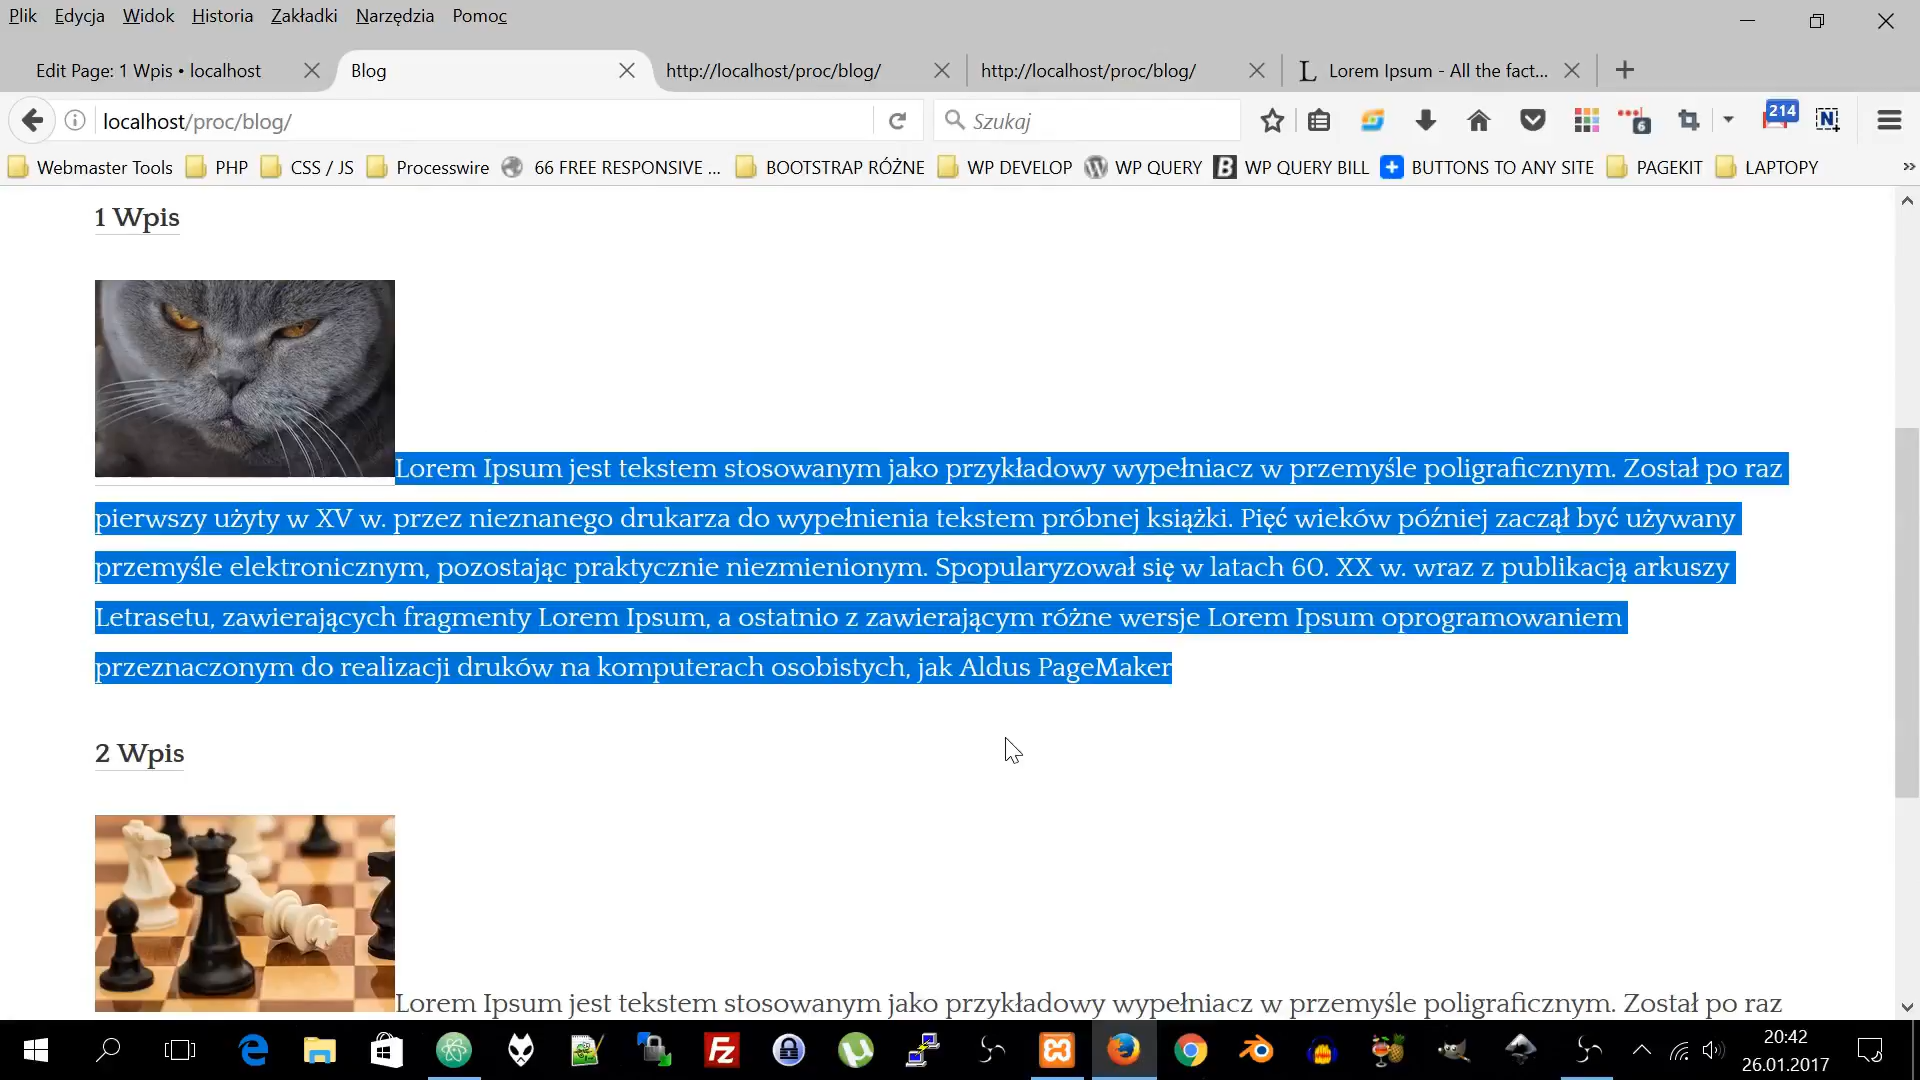 Plik Edycja Widok Historia Zakładki Narzędzia Pomoc
Edit Page: 1 Wpis • localhost
Blog
http://localhost/proc/blog/
http://localhost/proc/blog/
L Lorem Ipsum - All the fact...
localhost/proc/blog/
Szukaj
6
214
N
Webmaster Tools PHP CSS / JS Processwire 66 FREE RESPONSIVE ... BOOTSTRAP RÓŻNE WP DEVELOP WP QUERY B WP QUERY BILL BUTTONS TO ANY SITE PAGEKIT LAPTOPY
1 Wpis
Lorem Ipsum jest tekstem stosowanym jako przykładowy wypełniacz w przemyśle poligraficznym. Został po raz
pierwszy użyty w XV w. przez nieznanego drukarza do wypełnienia tekstem próbnej książki. Pięć wieków później zaczął być używany
przemyśle elektronicznym, pozostając praktycznie niezmienionym. Spopularyzował się w latach 60. XX w. wraz z publikacją arkuszy
Letrasetu, zawierających fragmenty Lorem Ipsum, a ostatnio z zawierającym różne wersje Lorem Ipsum oprogramowaniem
przeznaczonym do realizacji druków na komputerach osobistych, jak Aldus PageMaker
2 Wpis
Lorem Ipsum jest tekstem stosowanym jako przykładowy wypełniacz w przemyśle poligraficznym. Został po raz
20:42
26.01.2017